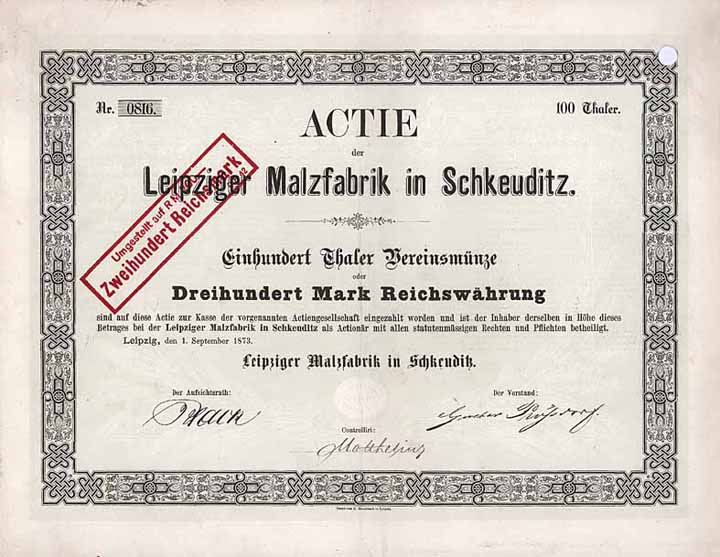 Nr. 0816.
100 Thaler.
ACTIE
der
Leipziger Malzfabrik in Schkeuditz.
Umgestellt auf R
Zweihundert Reichsmark
Einhundert Thaler Vereinsmünze
oder
Dreihundert Mark Reichswährung
sind auf diese Actie zur Kasse der vorgenannten Actiengesellschaft eingezahlt worden und ist der Inhaber derselben in Höhe dieses
Betrages bei der Leipziger Malzfabrik in Schkeuditz als Actionär mit allen statutenmässigen Rechten und Pflichten betheiligt.
Leipzig, den 1. September 1873.
Leipziger Malzfabrik in Schkeuditz.
Der Aufsichtsrath:
Der Vorstand:
Controllirt: